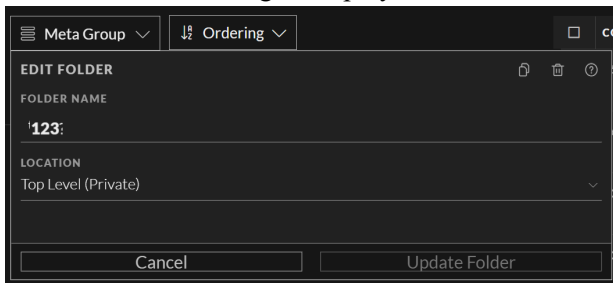 Meta Group
Ordering
EDIT FOLDER
FOLDER NAME
123
LOCATION
Top Level (Private)
Cancel
Update Folder